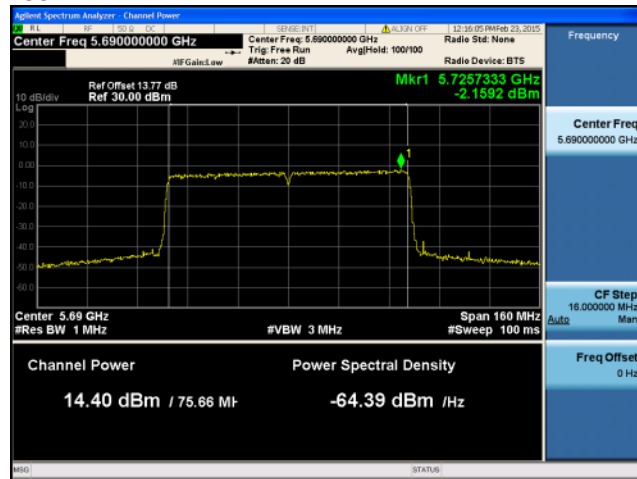 Agilent Spectrum Analyzer - Channel Power
RL RF 50 Ω DC SENSE:INT ALIGN OFF 12:16:05 PM Feb 23, 2015
Center Freq 5.690000000 GHz Center Freq: 5.690000000 GHz Radio Std: None
Trig: Free Run Avg|Hold: 100/100
#IFGain:Low #Atten: 20 dB Radio Device: BTS
Ref Offset 13.77 dB Mkr1 5.7257333 GHz
10 dB/div Ref 30.00 dBm -2.1592 dBm
Log
20.0
10.0
0.00
-10.0
-20.0
-30.0
-40.0
-50.0
-60.0
1
Center 5.69 GHz Span 160 MHz
#Res BW 1 MHz #VBW 3 MHz #Sweep 100 ms
Channel Power Power Spectral Density
14.40 dBm / 75.66 MH -64.39 dBm /Hz
MSG STATUS
Frequency
Center Freq
5.690000000 GHz
CF Step
16.000000 MHz
Auto Man
Freq Offset
0 Hz